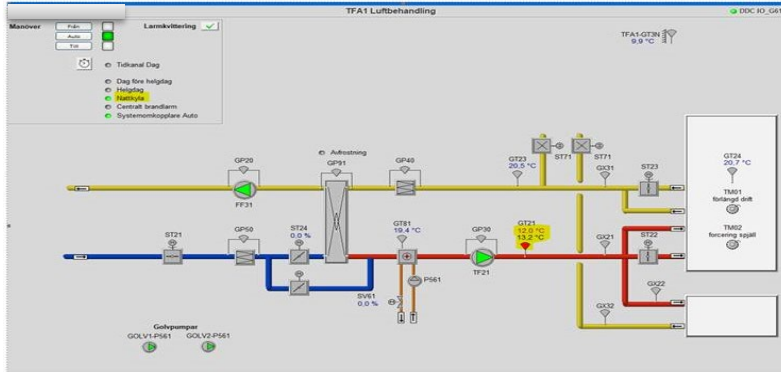 TFA1 Luftbehandling
DDC IO_G61
Manöver
Från
Auto
Till
Larmkvittering
Tidkanal Dag
Dag före helgdag
Helgdag
Nattkyla
Centralt brandlarm
Systemomkopplare Auto
TFA1-GT3N
9,9 °C
Avfrostning
GP20
GP91
GP40
GT23
20,5 °C
ST71
ST71
GX31
ST23
GT24
20,7 °C
FF31
TM01
förlängd drift
TM02
forcering spjäll
ST21
GP50
ST24
0,0 %
GT81
19,4 °C
GP30
GT21
12,0 °C
13,2 °C
GX21
ST22
TF21
P561
SV61
0,0 %
GX22
GX32
Golvpumpar
GOLV1-P561
GOLV2-P561